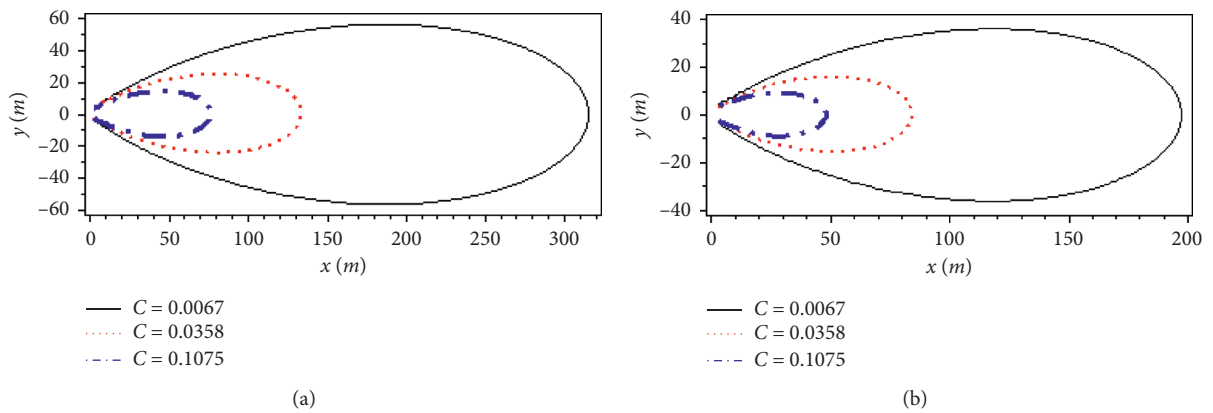 60
40
20
0
−20
−40
−60
y (m)
0 50 100 150 200 250 300
x (m)
C = 0.0067
C = 0.0358
C = 0.1075
(a)
40
20
0
−20
−40
y (m)
0 50 100 150 200
x (m)
C = 0.0067
C = 0.0358
C = 0.1075
(b)